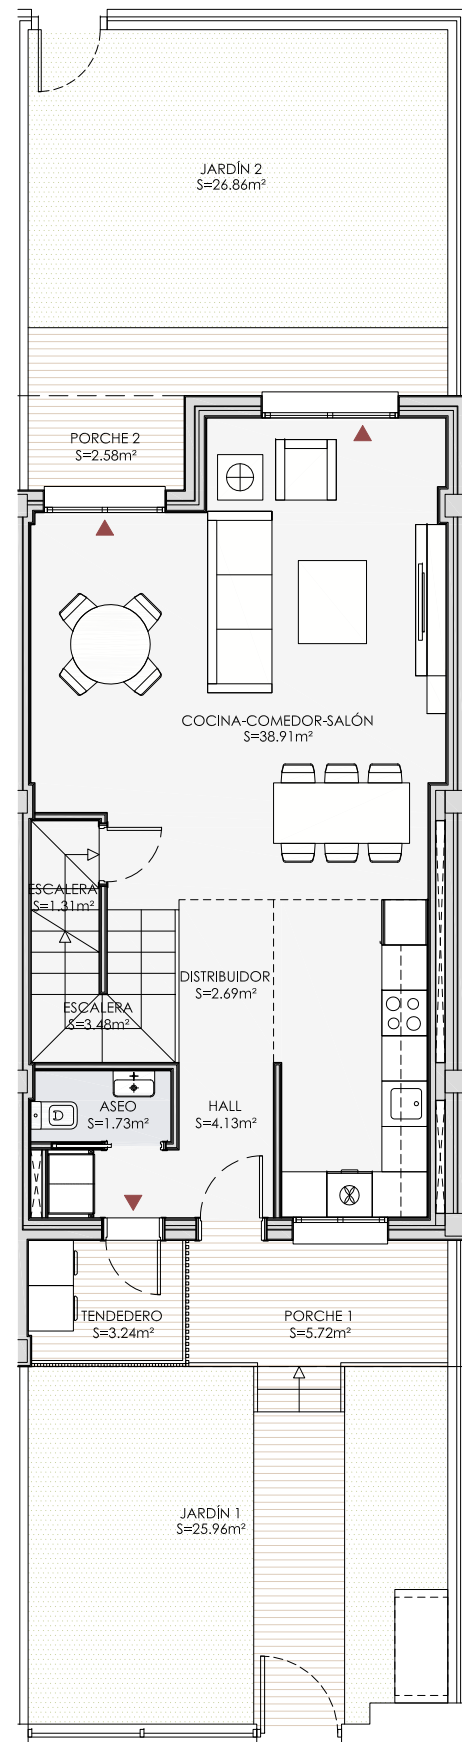 JARDÍN 2
S=26.86m²
PORCHE 2
S=2.58m²
COCINA-COMEDOR-SALÓN
S=38.91m²
ESCALERA
S=1.31m²
DISTRIBUIDOR
S=2.69m²
ESCALERA
S=3.48m²
ASEO
S=1.73m²
HALL
S=4.13m²
TENDEDERO
S=3.24m²
PORCHE 1
S=5.72m²
JARDÍN 1
S=25.96m²